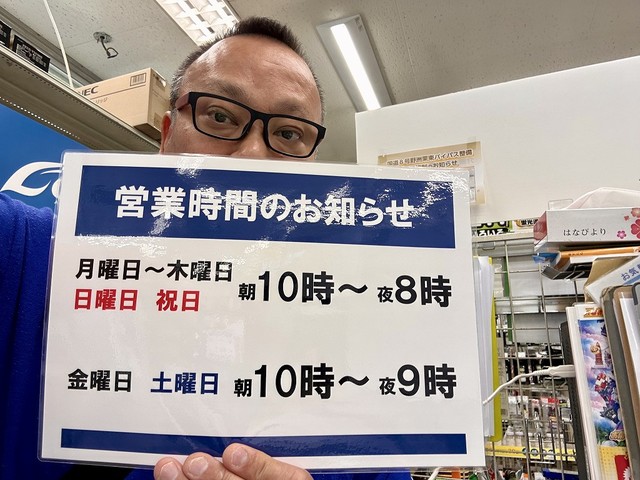 営業時間のお知らせ
月曜日～木曜日
日曜日 祝日
朝10時～ 夜8時
金曜日 土曜日 朝10時～ 夜9時
はなびより